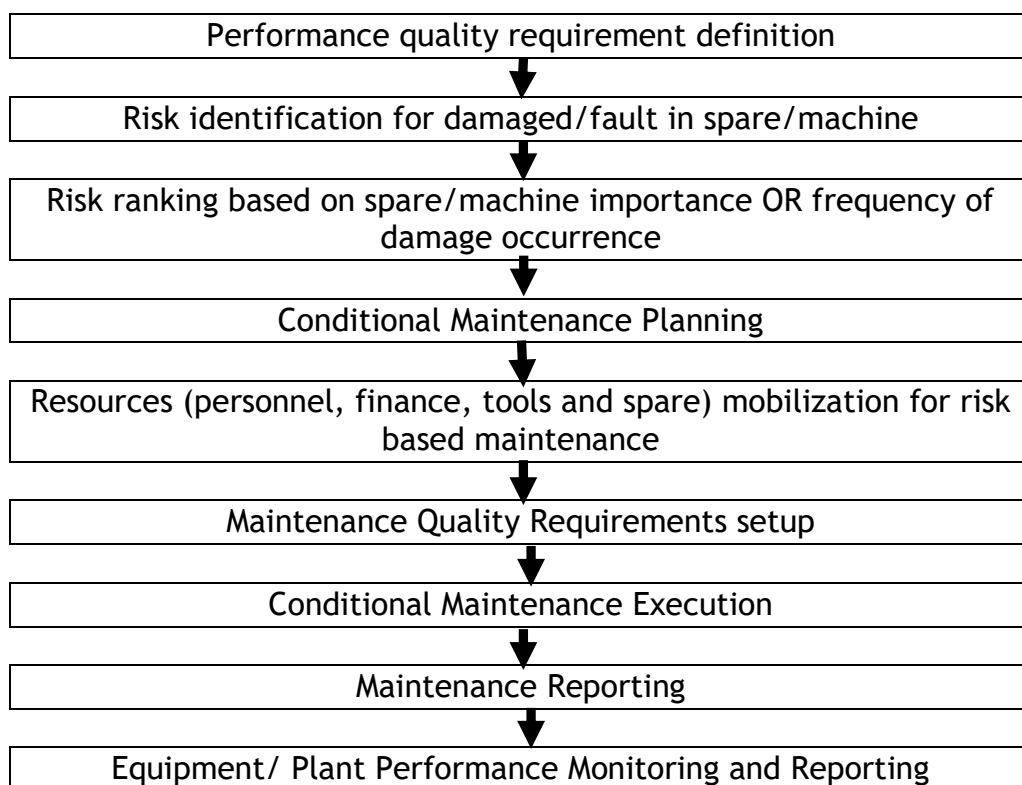 Performance quality requirement definition
Risk identification for damaged/fault in spare/machine
Risk ranking based on spare/machine importance OR frequency of
damage occurrence
Conditional Maintenance Planning
Resources (personnel, finance, tools and spare) mobilization for risk
based maintenance
Maintenance Quality Requirements setup
Conditional Maintenance Execution
Maintenance Reporting
Equipment/ Plant Performance Monitoring and Reporting